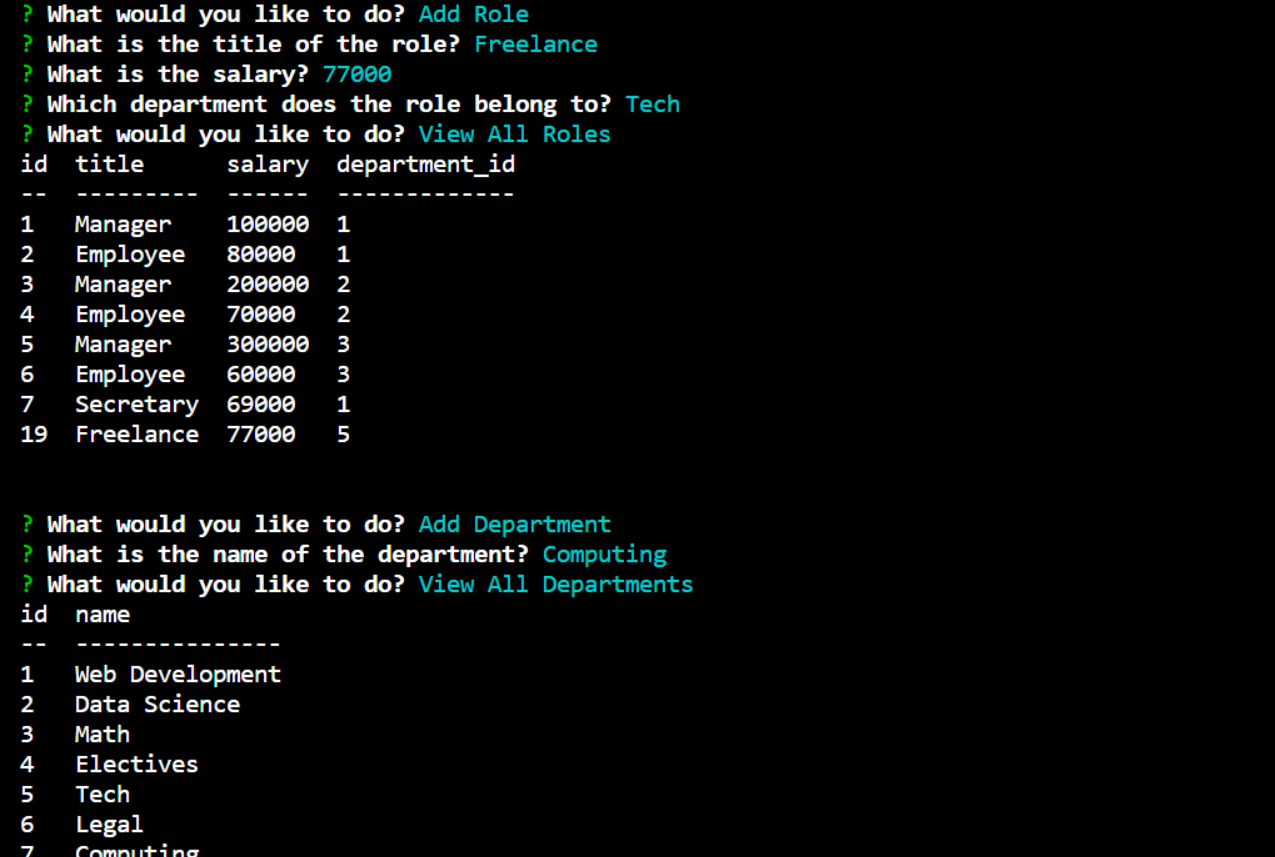 ? What would you like to do? Add Role
? What is the title of the role? Freelance
? What is the salary? 77000
? Which department does the role belong to? Tech
? What would you like to do? View All Roles
id  title      salary  department_id
--  ---------  ------  -------------
1   Manager    100000  1
2   Employee   80000   1
3   Manager    200000  2
4   Employee   70000   2
5   Manager    300000  3
6   Employee   60000   3
7   Secretary  69000   1
19  Freelance  77000   5
? What would you like to do? Add Department
? What is the name of the department? Computing
? What would you like to do? View All Departments
id  name
--  ---------------
1   Web Development
2   Data Science
3   Math
4   Electives
5   Tech
6   Legal
7   Computing